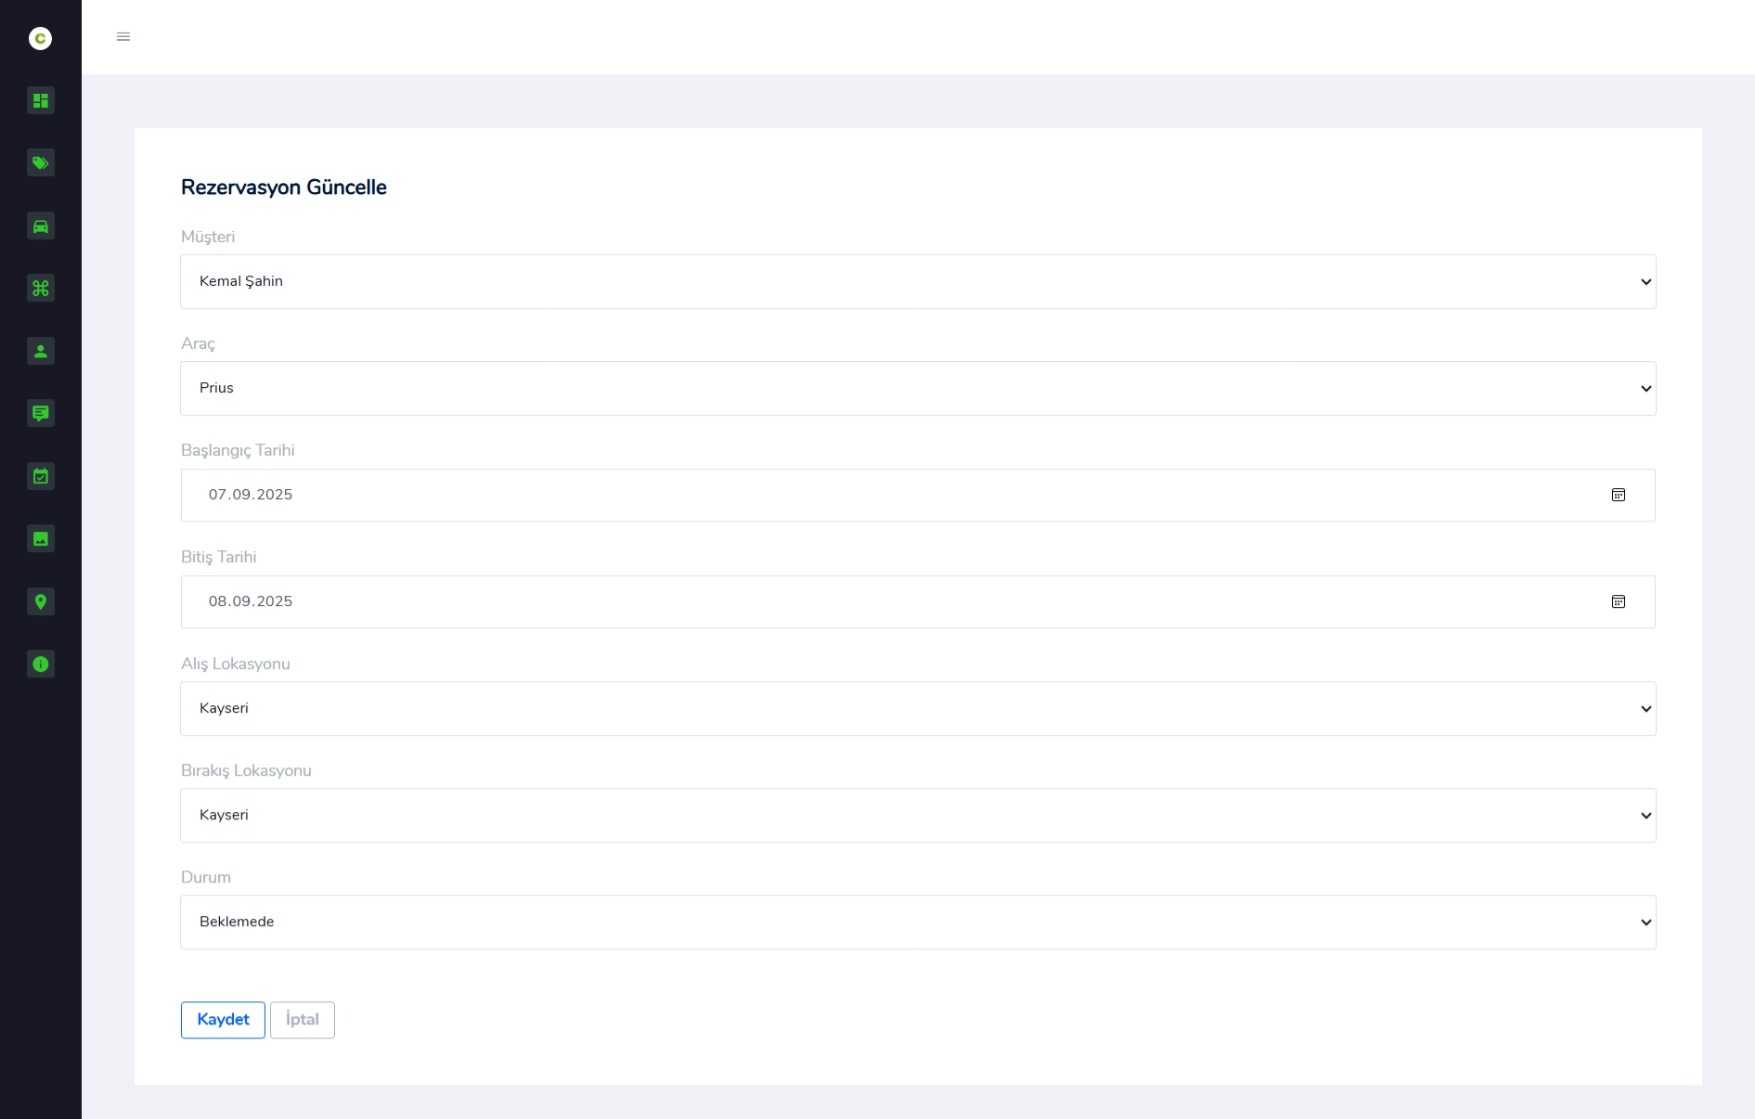 C
Rezervasyon Güncelle
Müşteri
Kemal Şahin
Araç
Prius
Başlangıç Tarihi
07.09.2025
Bitiş Tarihi
08.09.2025
Alış Lokasyonu
Kayseri
Bırakış Lokasyonu
Kayseri
Durum
Beklemede
Kaydet İptal